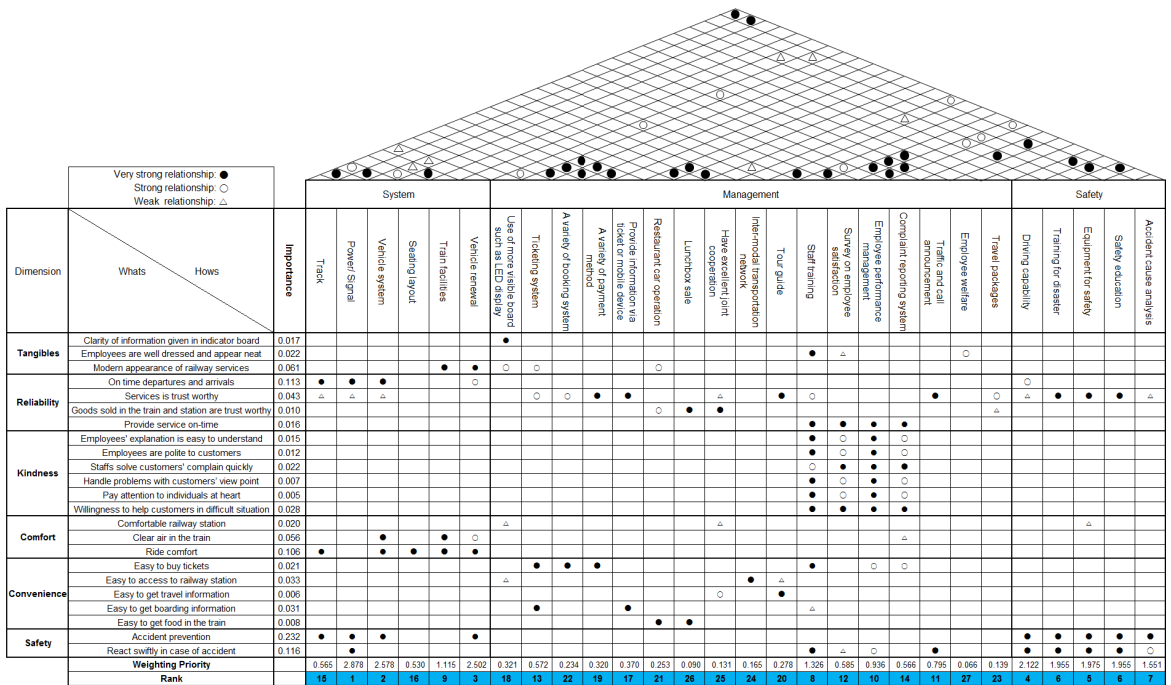 Very strong relationship: ●
Strong relationship: ○
Weak relationship: △
System Management Safety
Dimension Whats Hows Importance
Track
Power/ Signal
Vehicle system
Seating layout
Train facilities
Vehicle renewal
Use of more visible board such as LED display
Ticketing system
A variety of booking system
A variety of payment method
Provide information via ticket or mobile device
Restaurant car operation
Lunchbox sale
Have excellent joint cooperation
Inter-modal transportation network
Tour guide
Staff training
Survey on employee satisfaction
Employee performance management
Complaint reporting system
Traffic and call announcement
Employee welfare
Travel packages
Driving capability
Training for disaster
Equipment for safety
Safety education
Accident cause analysis
Tangibles
Clarity of information given in indicator board 0.017 ●
Employees are well dressed and appear neat 0.022 ● △ ○
Modern appearance of railway services 0.061 ● ● ○ ○ ○
Reliability
On time departures and arrivals 0.113 ● ● ● ○ ○
Services is trust worthy 0.043 △ △ △ ○ ○ ● ● △ ● ○ ● ○ △ ● ● ● △
Goods sold in the train and station are trust worthy 0.010 ○ ● ● △
Provide service on-time 0.016 ● ● ● ●
Kindness
Employees' explanation is easy to understand 0.015 ● ○ ● ○
Employees are polite to customers 0.012 ● ○ ● ○
Staffs solve customers' complain quickly 0.022 ○ ● ● ●
Handle problems with customers' view point 0.007 ● ○ ● ○
Pay attention to individuals at heart 0.005 ● ○ ● ○
Willingness to help customers in difficult situation 0.028 ● ● ● ●
Comfort
Comfortable railway station 0.020 △ △ △
Clear air in the train 0.056 ● ● ○ △
Ride comfort 0.106 ● ● ● ● ●
Convenience
Easy to buy tickets 0.021 ● ● ● ● ○ ○
Easy to access to railway station 0.033 △ ● △
Easy to get travel information 0.006 ○ ●
Easy to get boarding information 0.031 ● ● △
Easy to get food in the train 0.008 ● ●
Safety
Accident prevention 0.232 ● ● ● ● ● ● ● ● ●
React swiftly in case of accident 0.116 ● ● △ ○ ● ● ● ● ● ○
Weighting Priority 0.565 2.878 2.578 0.530 1.115 2.502 0.321 0.572 0.234 0.320 0.370 0.253 0.090 0.131 0.165 0.278 1.326 0.585 0.936 0.566 0.795 0.066 0.139 2.122 1.955 1.975 1.955 1.551
Rank 15 1 2 16 9 3 18 13 22 19 17 21 26 25 24 20 8 12 10 14 11 27 23 4 6 5 6 7